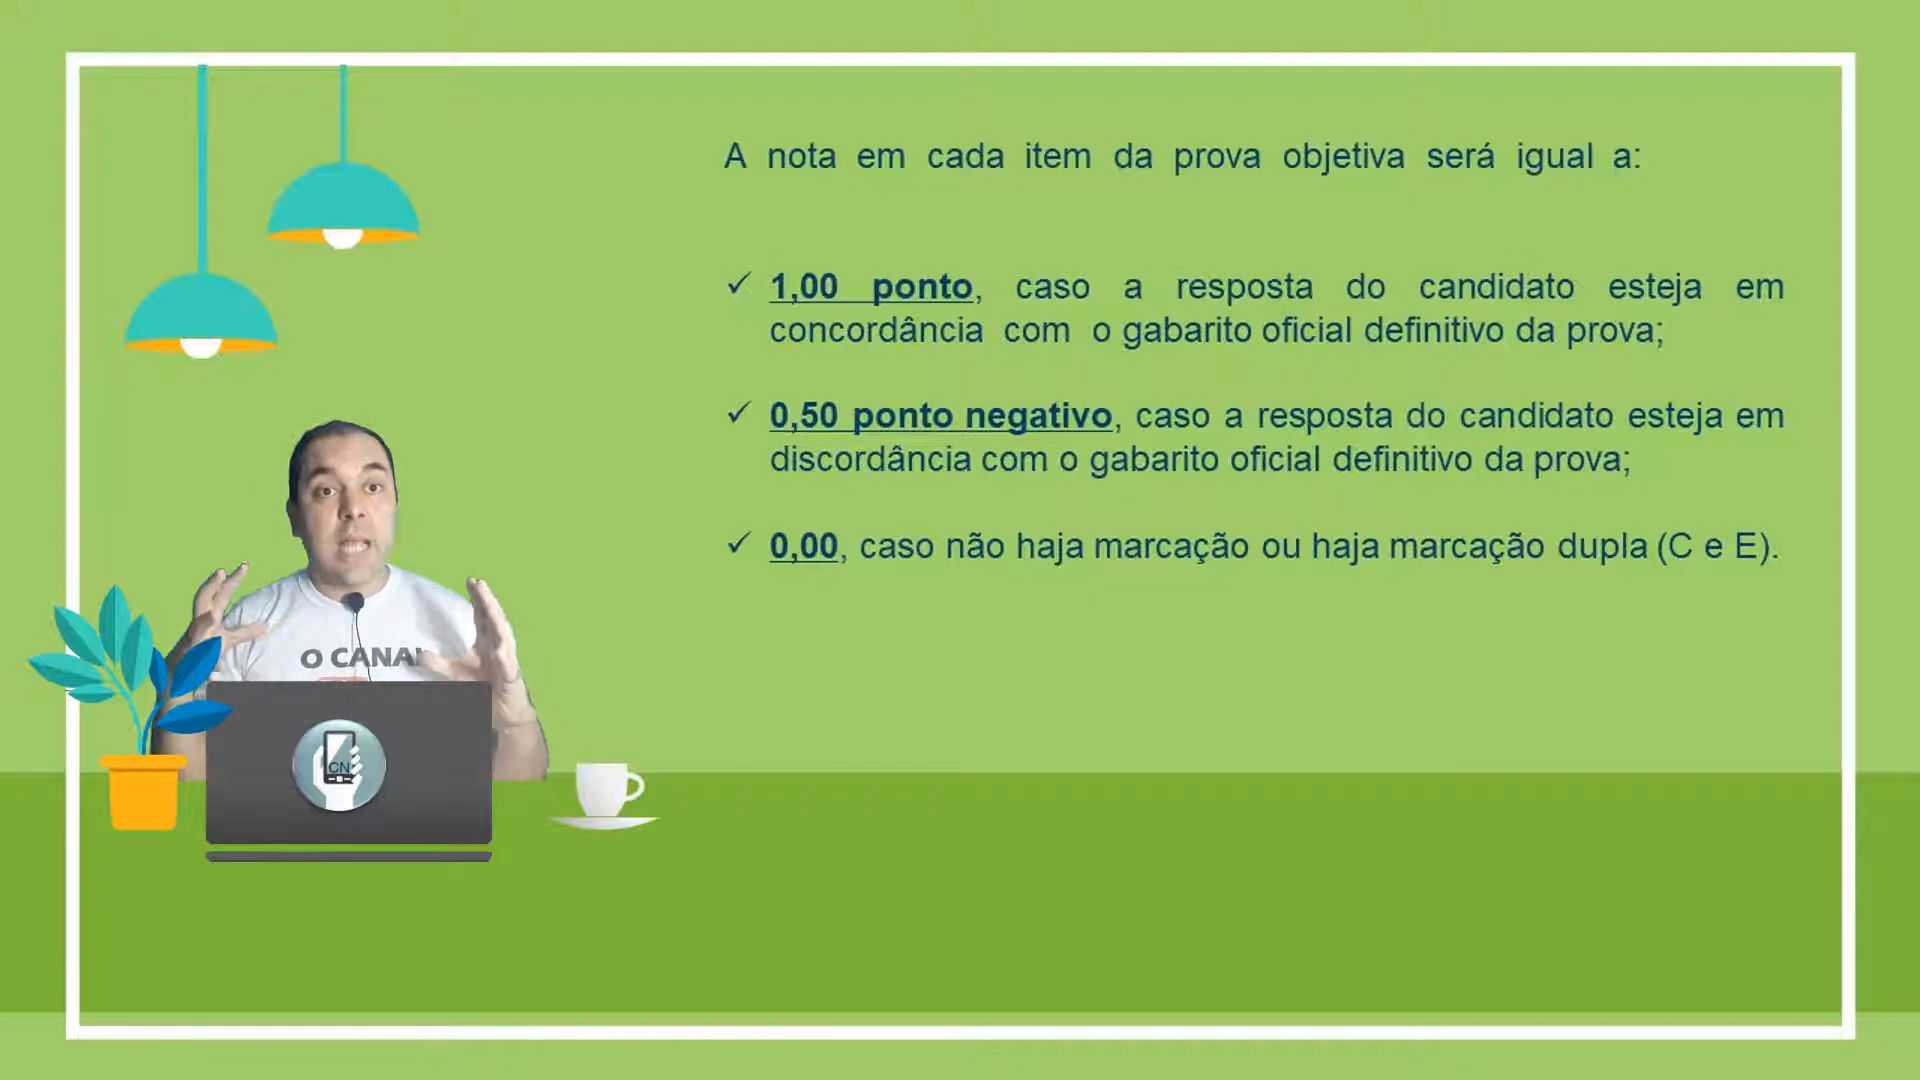 A nota em cada item da prova objetiva será igual a:
✓ 1,00 ponto, caso a resposta do candidato esteja em
concordância com o gabarito oficial definitivo da prova;
✓ 0,50 ponto negativo, caso a resposta do candidato esteja em
discordância com o gabarito oficial definitivo da prova;
✓ 0,00, caso não haja marcação ou haja marcação dupla (C e E).
O CANAL
CN